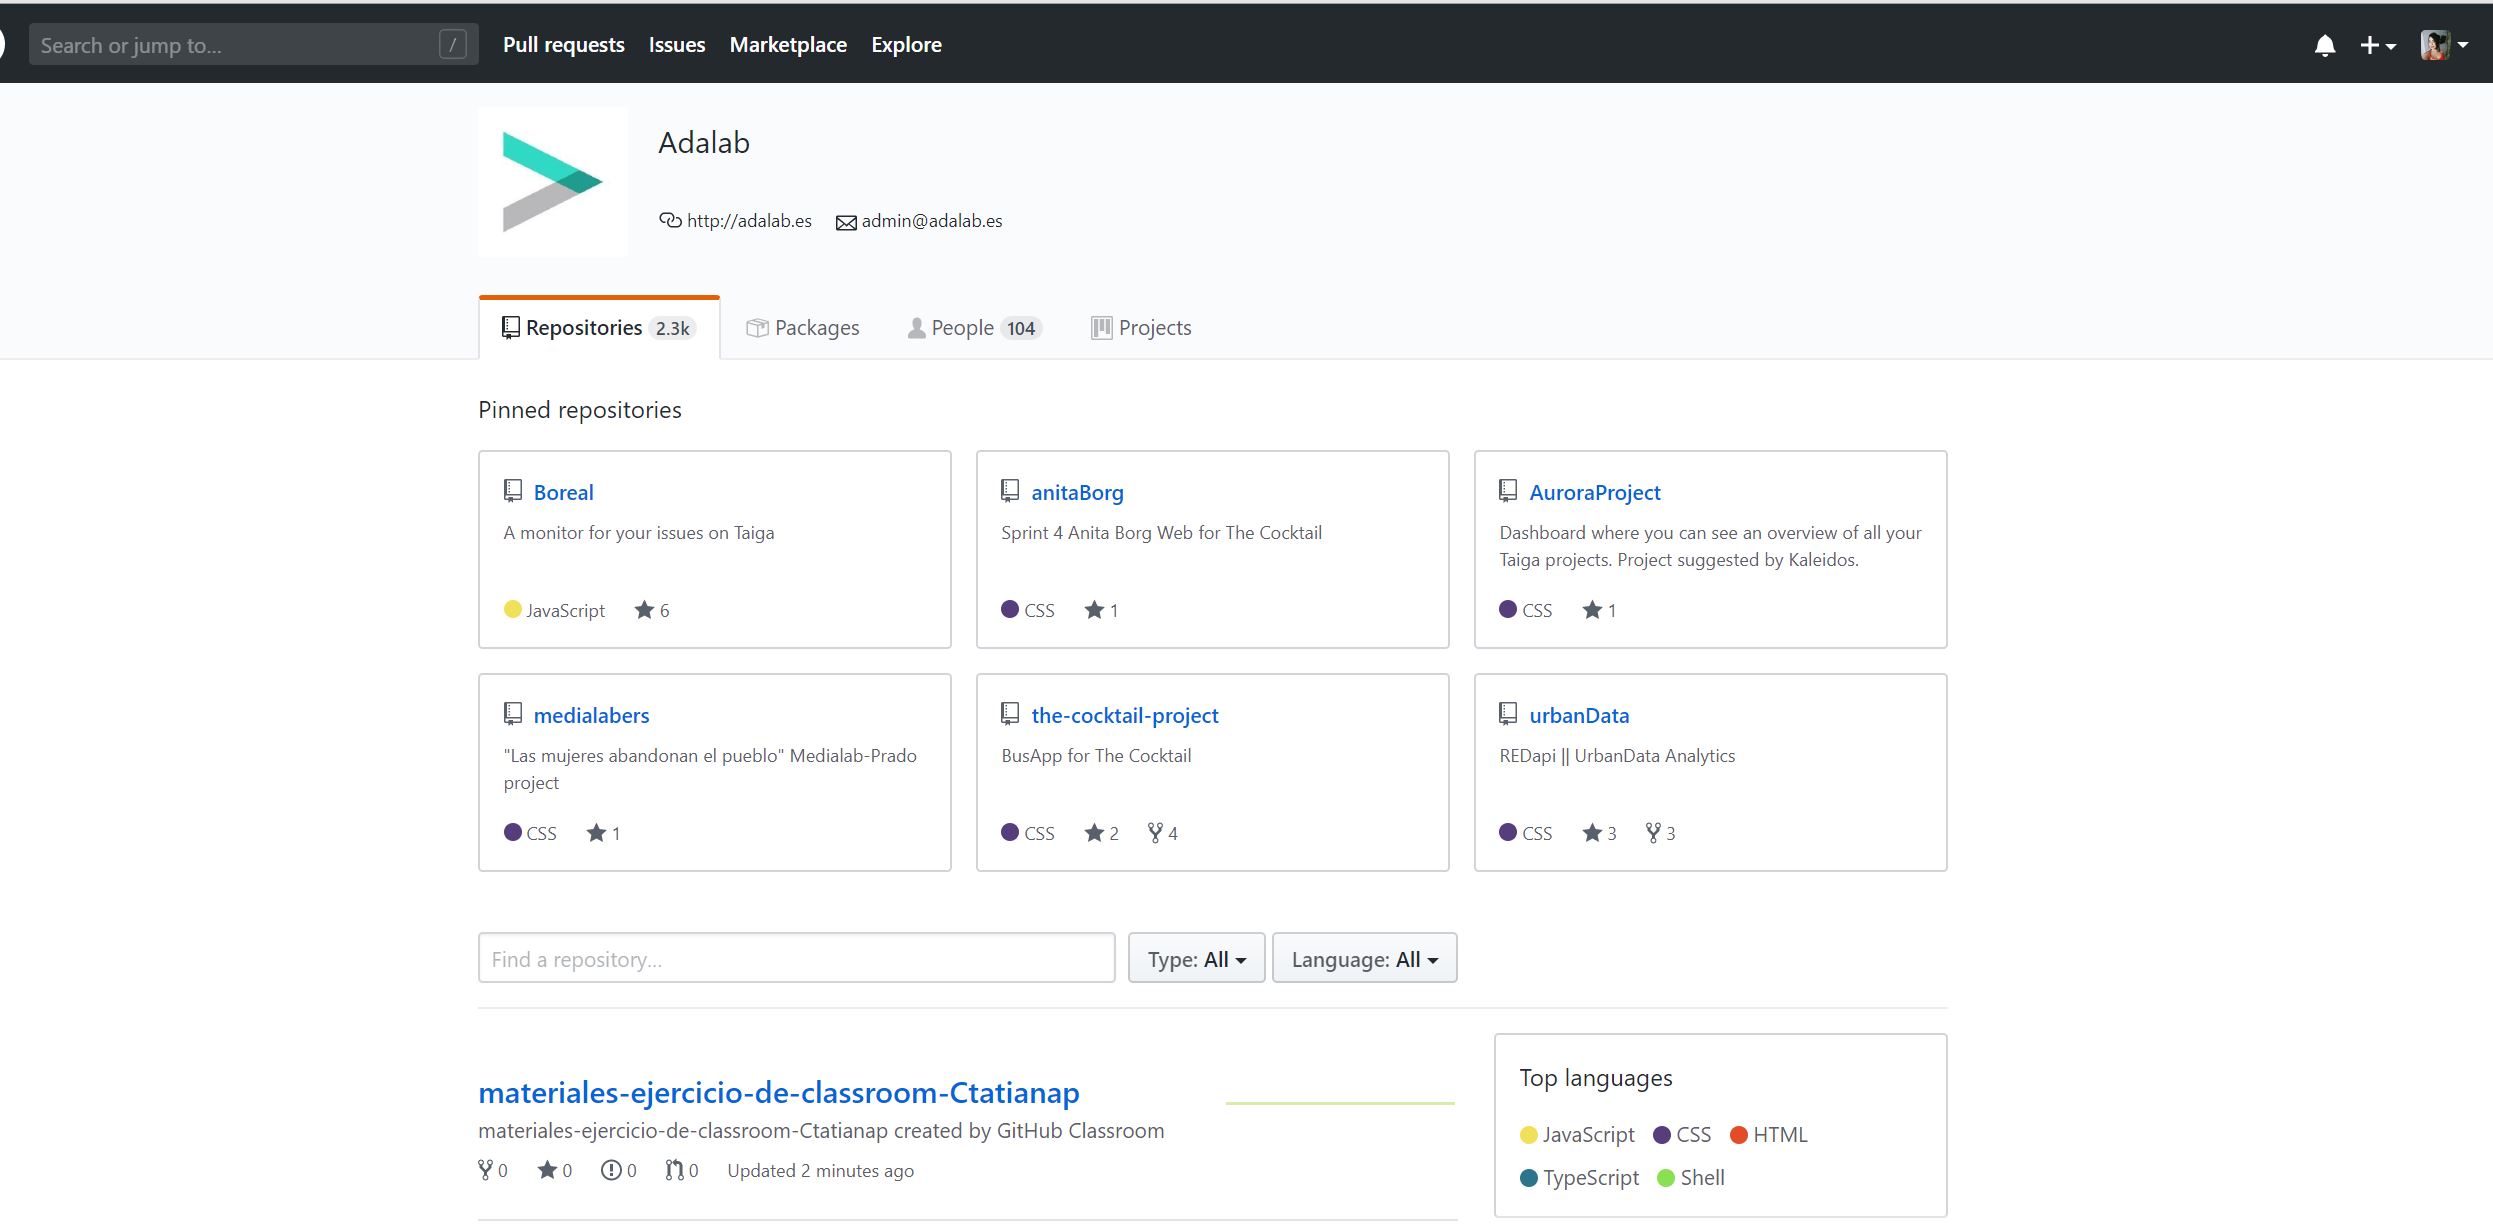 Search or jump to... /
Pull requests Issues Marketplace Explore
Adalab
http://adalab.es admin@adalab.es
Repositories 2.3k Packages People 104 Projects
Pinned repositories
Boreal
A monitor for your issues on Taiga
JavaScript 6
anitaBorg
Sprint 4 Anita Borg Web for The Cocktail
CSS 1
AuroraProject
Dashboard where you can see an overview of all your
Taiga projects. Project suggested by Kaleidos.
CSS 1
medialabers
"Las mujeres abandonan el pueblo" Medialab-Prado
project
CSS 1
the-cocktail-project
BusApp for The Cocktail
CSS 2 4
urbanData
REDapi || UrbanData Analytics
CSS 3 3
Find a repository...
Type: All Language: All
materiales-ejercicio-de-classroom-Ctatianap
materiales-ejercicio-de-classroom-Ctatianap created by GitHub Classroom
0 0 0 0 Updated 2 minutes ago
Top languages
JavaScript CSS HTML
TypeScript Shell